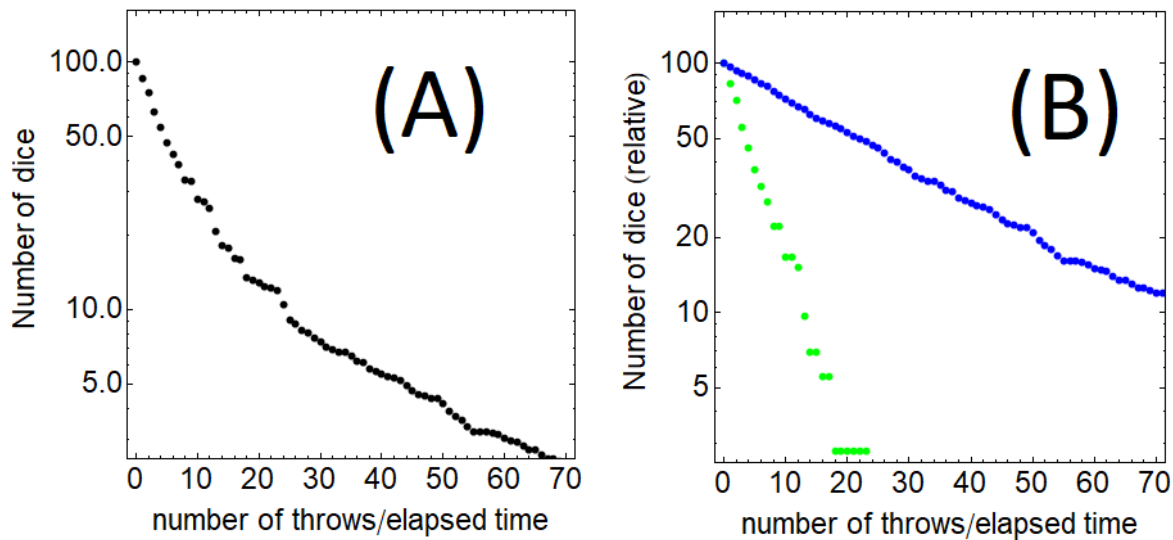 (A)
Number of dice
100.0
50.0
10.0
5.0
0 10 20 30 40 50 60 70
number of throws/elapsed time
(B)
Number of dice (relative)
100
50
20
10
5
0 10 20 30 40 50 60 70
number of throws/elapsed time